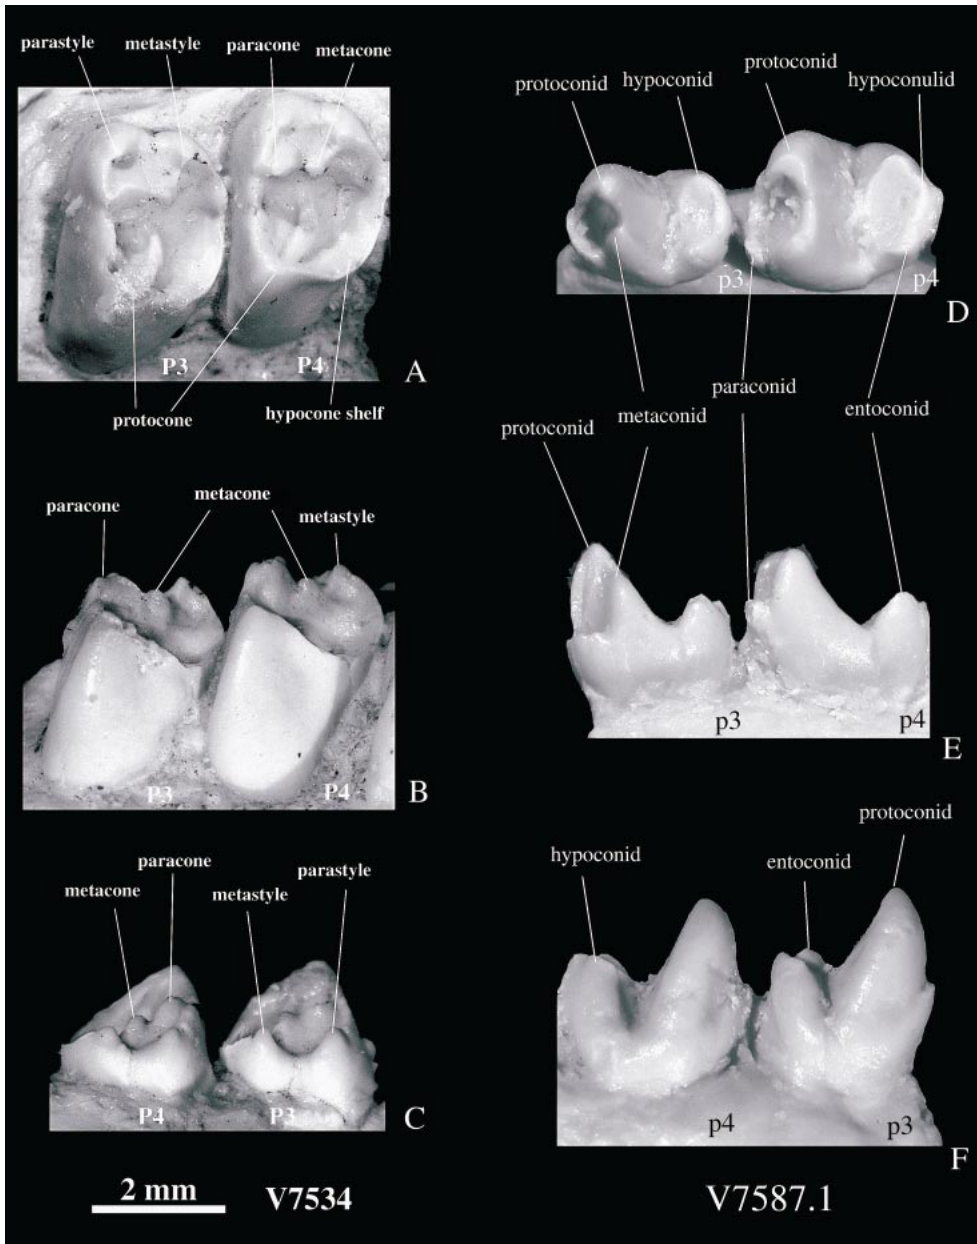 parastyle
metastyle
paracone
metacone
P3
P4
A
protocone
hypocone shelf
paracone
metacone
metastyle
P3
P4
B
metacone
paracone
metastyle
parastyle
P4
P3
C
2 mm
V7534
protoconid
hypoconid
protoconid
hypoconulid
p3
p4
D
protoconid
metaconid
paraconid
entoconid
p3
p4
E
hypoconid
entoconid
protoconid
p4
p3
F
V7587.1